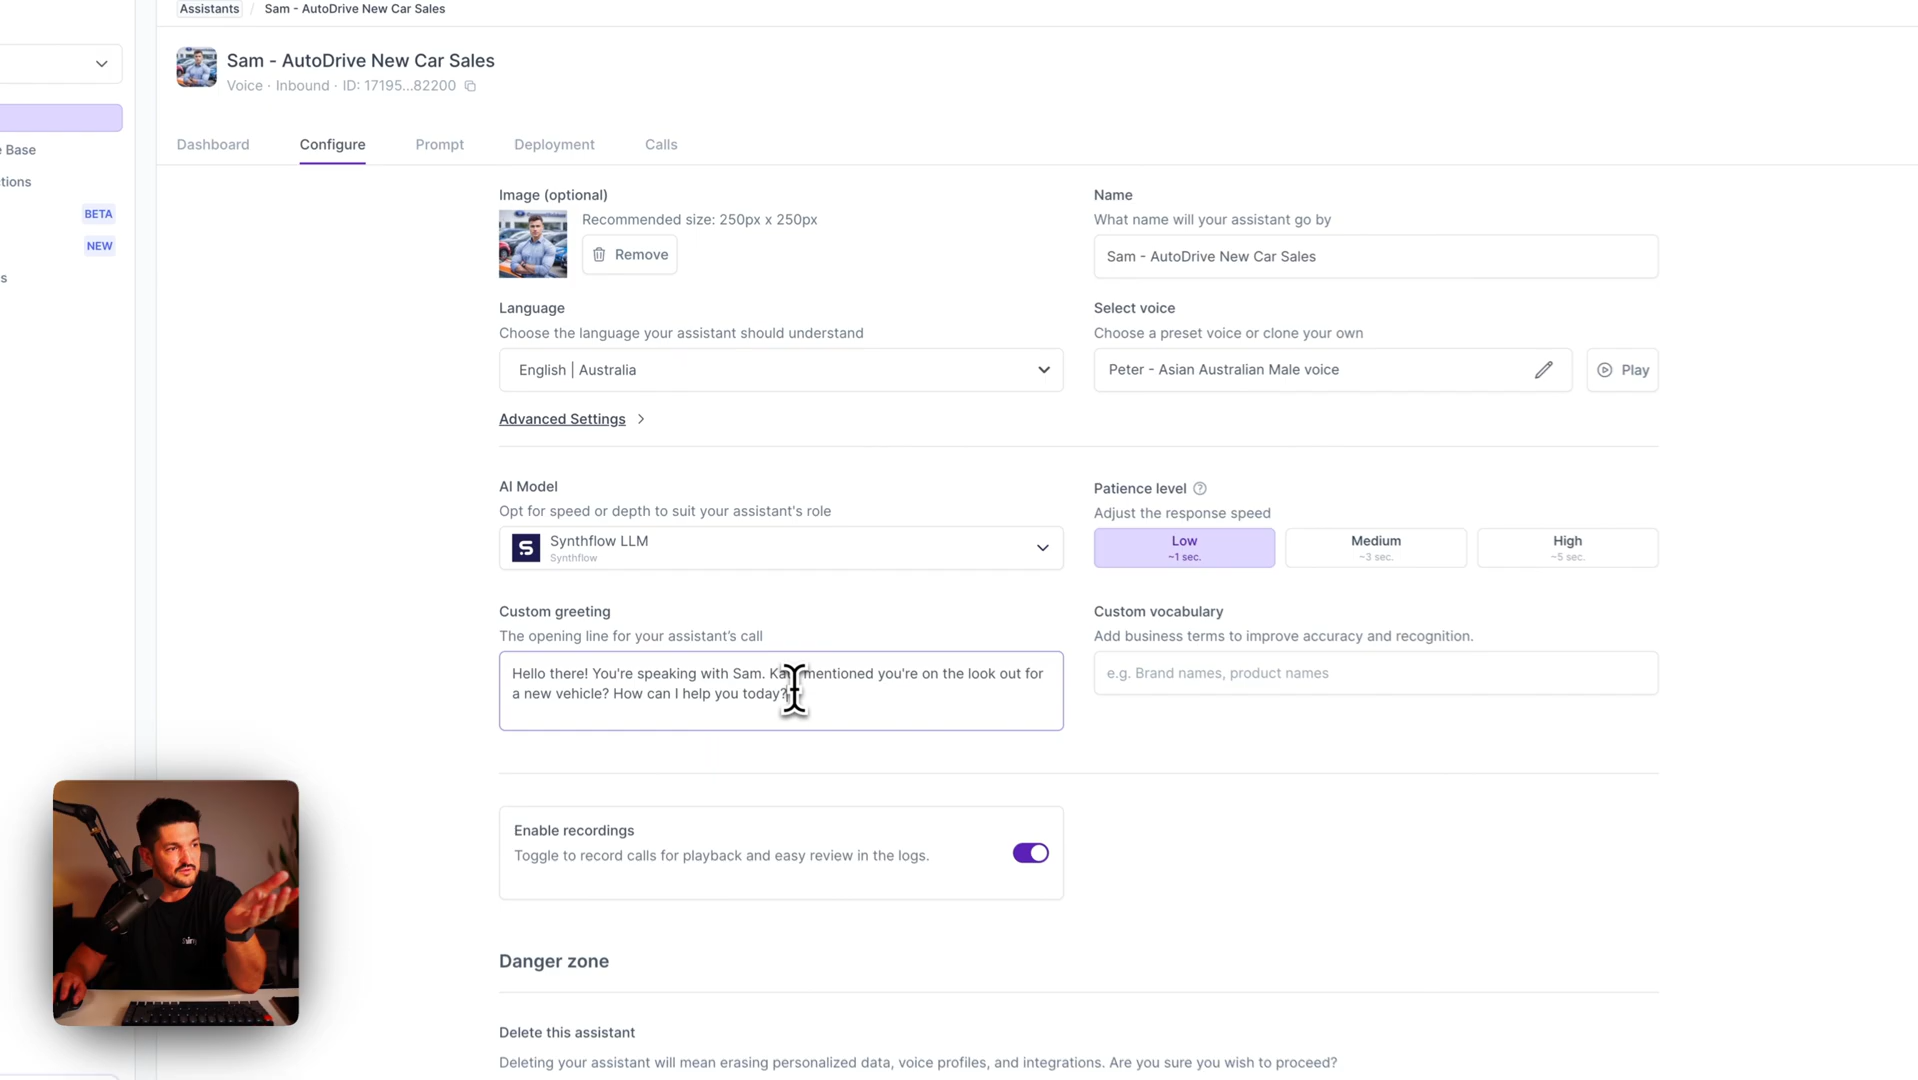 Assistants / Sam - AutoDrive New Car Sales
Sam - AutoDrive New Car Sales
Voice · Inbound · ID: 17195...82200
Base
BETA
NEW
Dashboard Configure Prompt Deployment Calls
Image (optional)
Recommended size: 250px x 250px
Remove
Name
What name will your assistant go by
Sam - AutoDrive New Car Sales
Language
Choose the language your assistant should understand
English | Australia
Select voice
Choose a preset voice or clone your own
Peter - Asian Australian Male voice
Play
Advanced Settings
AI Model
Opt for speed or depth to suit your assistant's role
Synthflow LLM
Synthflow
Patience level
Adjust the response speed
Low Medium High
~1 sec. ~3 sec. ~5 sec.
Custom greeting
The opening line for your assistant's call
Hello there! You're speaking with Sam. mentioned you're on the look out for
a new vehicle? How can I help you today?
Custom vocabulary
Add business terms to improve accuracy and recognition.
e.g. Brand names, product names
Enable recordings
Toggle to record calls for playback and easy review in the logs.
Danger zone
Delete this assistant
Deleting your assistant will mean erasing personalized data, voice profiles, and integrations. Are you sure you wish to proceed?